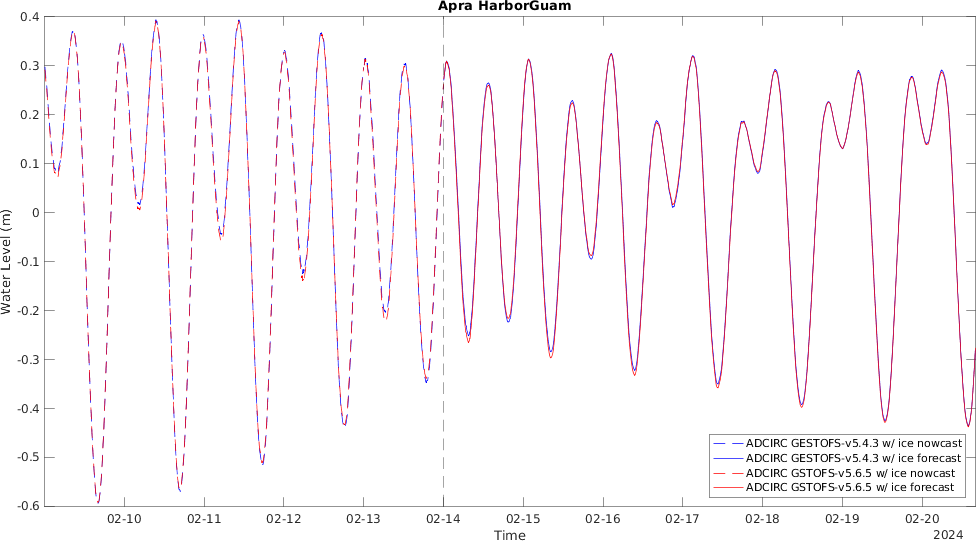 Apra HarborGuam
0.4
0.3
0.2
0.1
0
-0.1
-0.2
-0.3
-0.4
-0.5
-0.6
Water Level (m)
02-10 02-11 02-12 02-13 02-14 02-15 02-16 02-17 02-18 02-19 02-20
Time
2024
ADCIRC GESTOFS-v5.4.3 w/ ice nowcast
ADCIRC GESTOFS-v5.4.3 w/ ice forecast
ADCIRC GSTOFS-v5.6.5 w/ ice nowcast
ADCIRC GSTOFS-v5.6.5 w/ ice forecast